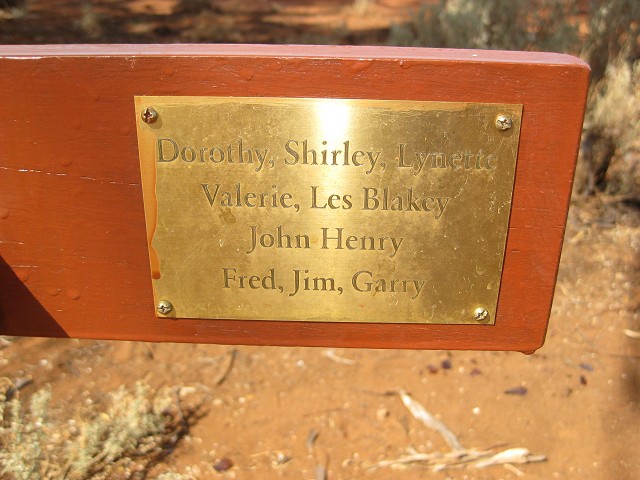 Dorothy, Shirley, Lynette
Valerie, Les Blakey
John Henry
Fred, Jim, Garry